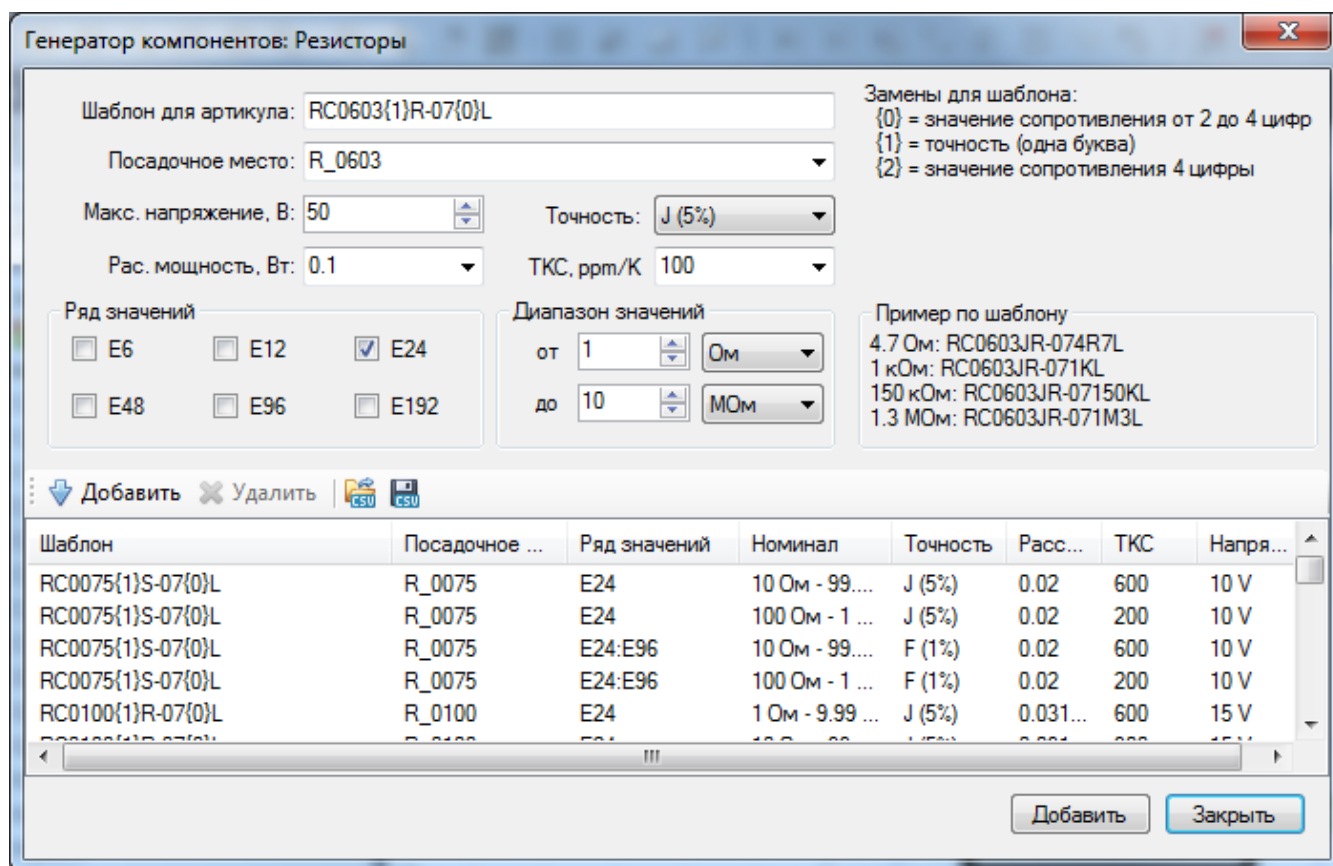 Генератор компонентов: Резисторы
Шаблон для артикула: RC0603{1}R-07{0}L
Посадочное место: R_0603
Макс. напряжение, В: 50 Точность: J (5%)
Рас. мощность, Вт: 0.1 ТКС, ppm/K 100
Замены для шаблона:
{0} = значение сопротивления от 2 до 4 цифр
{1} = точность (одна буква)
{2} = значение сопротивления 4 цифры
Ряд значений
E6 E12 E24
E48 E96 E192
Диапазон значений
от 1 Ом
до 10 МОм
Пример по шаблону
4.7 Ом: RC0603JR-074R7L
1 кОм: RC0603JR-071KL
150 кОм: RC0603JR-07150KL
1.3 МОм: RC0603JR-071M3L
Добавить Удалить CSV CSV
Шаблон Посадочное ... Ряд значений Номинал Точность Расс... ТКС Напря...
RC0075{1}S-07{0}L R_0075 E24 10 Ом - 99.... J (5%) 0.02 600 10 V
RC0075{1}S-07{0}L R_0075 E24 100 Ом - 1 ... J (5%) 0.02 200 10 V
RC0075{1}S-07{0}L R_0075 E24:E96 10 Ом - 99.... F (1%) 0.02 600 10 V
RC0075{1}S-07{0}L R_0075 E24:E96 100 Ом - 1 ... F (1%) 0.02 200 10 V
RC0100{1}R-07{0}L R_0100 E24 1 Ом - 9.99 ... J (5%) 0.031... 600 15 V
Добавить Закрыть